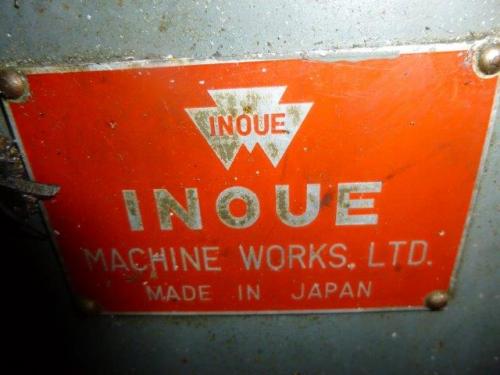 INOUE
INOUE
MACHINE WORKS. LTD.
MADE IN JAPAN